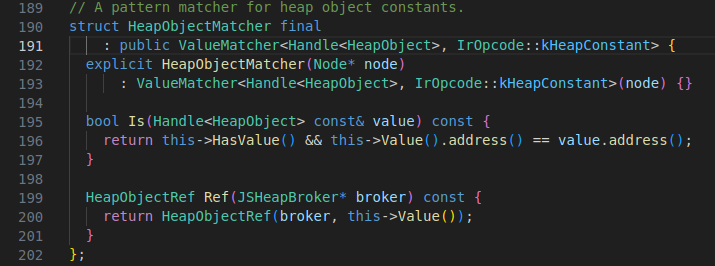 189 // A pattern matcher for heap object constants.
190 struct HeapObjectMatcher final
191     : public ValueMatcher<Handle<HeapObject>, IrOpcode::kHeapConstant> {
192   explicit HeapObjectMatcher(Node* node)
193       : ValueMatcher<Handle<HeapObject>, IrOpcode::kHeapConstant>(node) {}
194
195   bool Is(Handle<HeapObject> const& value) const {
196     return this->HasValue() && this->Value().address() == value.address();
197   }
198
199   HeapObjectRef Ref(JSHeapBroker* broker) const {
200     return HeapObjectRef(broker, this->Value());
201   }
202 };